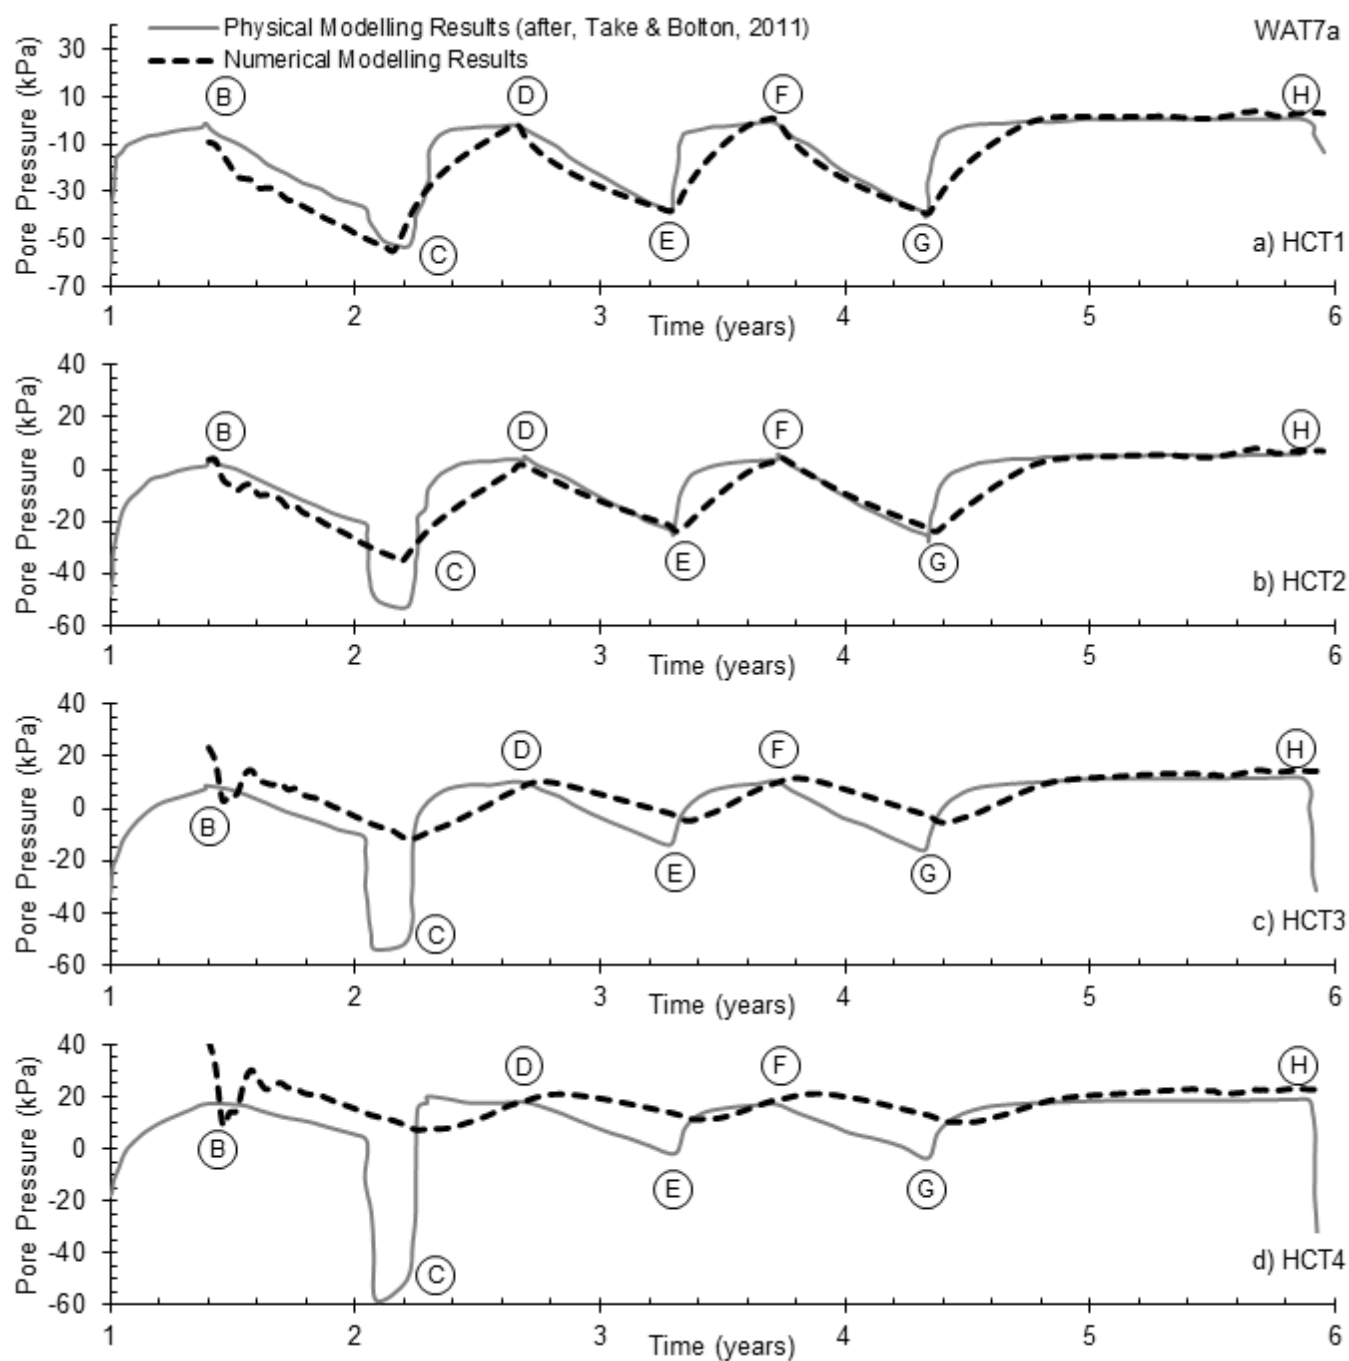 Physical Modelling Results (after, Take & Bolton, 2011)
WAT7a
Numerical Modelling Results
Pore Pressure (kPa)
30
10
-10
-30
-50
-70
B
D
F
H
C
E
G
a) HCT1
1 2 3 4 5 6
Time (years)
Pore Pressure (kPa)
40
20
0
-20
-40
-60
B
D
F
H
C
E
G
b) HCT2
1 2 3 4 5 6
Time (years)
Pore Pressure (kPa)
40
20
0
-20
-40
-60
B
D
F
H
C
E
G
c) HCT3
1 2 3 4 5 6
Time (years)
Pore Pressure (kPa)
40
20
0
-20
-40
-60
B
D
F
H
C
E
G
d) HCT4
1 2 3 4 5 6
Time (years)